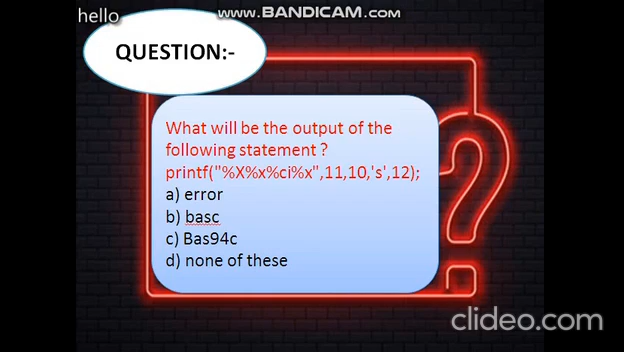 hello
WWW.BANDICAM.COM
QUESTION:-
What will be the output of the
following statement ?
printf("%X%x%ci%x",11,10,'s',12);
a) error
b) basc
c) Bas94c
d) none of these
?
clideo.com